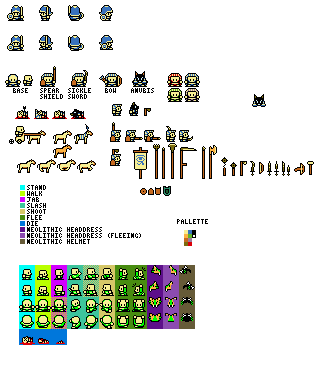 BASE SPEAR SICKLE BOW ANUBIS
SHIELD SWORD
STAND
WALK
JAB
SLASH
SHOOT
FLEE
DIE
NEOLITHIC HEADDRESS
NEOLITHIC HEADDRESS (FLEEING)
NEOLITHIC HELMET
PALLETTE